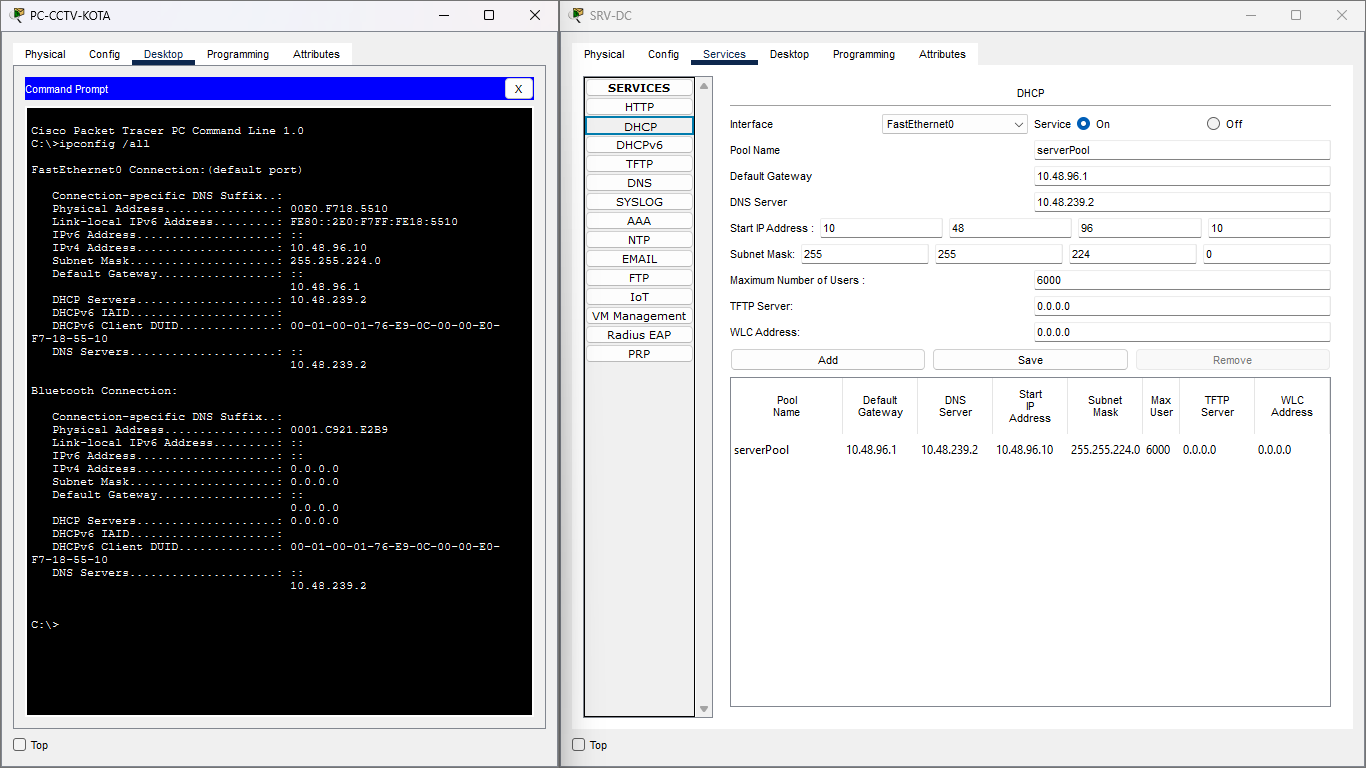 PC-CCTV-KOTA
Physical Config Desktop Programming Attributes
Command Prompt X
Cisco Packet Tracer PC Command Line 1.0
C:\>ipconfig /all
FastEthernet0 Connection:(default port)
Connection-specific DNS Suffix..:
Physical Address................: 00E0.F718.5510
Link-local IPv6 Address.........: FE80::2E0:F7FF:FE18:5510
IPv6 Address....................: ::
IPv4 Address....................: 10.48.96.10
Subnet Mask.....................: 255.255.224.0
Default Gateway.................: ::
10.48.96.1
DHCP Servers....................: 10.48.239.2
DHCPv6 IAID.....................:
DHCPv6 Client DUID..............: 00-01-00-01-76-E9-0C-00-00-E0-
F7-18-55-10
DNS Servers.....................: ::
10.48.239.2
Bluetooth Connection:
Connection-specific DNS Suffix..:
Physical Address................: 0001.C921.E2B9
Link-local IPv6 Address.........: ::
IPv6 Address....................: ::
IPv4 Address....................: 0.0.0.0
Subnet Mask.....................: 0.0.0.0
Default Gateway.................: ::
0.0.0.0
DHCP Servers....................: 0.0.0.0
DHCPv6 IAID.....................:
DHCPv6 Client DUID..............: 00-01-00-01-76-E9-0C-00-00-E0-
F7-18-55-10
DNS Servers.....................: ::
10.48.239.2
C:\>
Top
SRV-DC
Physical Config Services Desktop Programming Attributes
SERVICES
HTTP
DHCP
DHCPv6
TFTP
DNS
SYSLOG
AAA
NTP
EMAIL
FTP
IoT
VM Management
Radius EAP
PRP
DHCP
Interface FastEthernet0 Service On Off
Pool Name serverPool
Default Gateway 10.48.96.1
DNS Server 10.48.239.2
Start IP Address : 10 48 96 10
Subnet Mask: 255 255 224 0
Maximum Number of Users : 6000
TFTP Server: 0.0.0.0
WLC Address: 0.0.0.0
Add Save Remove
Pool Name Default Gateway DNS Server Start IP Address Subnet Mask Max User TFTP Server WLC Address
serverPool 10.48.96.1 10.48.239.2 10.48.96.10 255.255.224.0 6000 0.0.0.0 0.0.0.0
Top